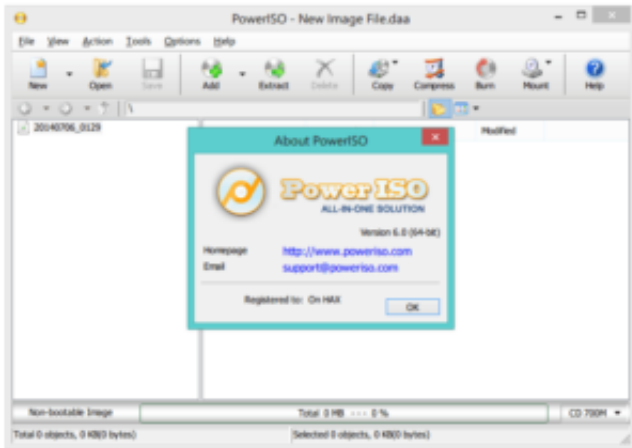 PowerISO - New Image File.daa
File View Action Tools Options Help
New Open Save Add Extract Delete Copy Compress Burn Mount Help
\
20140706_0129
Modified
About PowerISO
Power ISO
ALL-IN-ONE SOLUTION
Version 6.0 (64-bit)
Homepage http://www.poweriso.com
Email support@poweriso.com
Registered to: On HAX
OK
Non-bootable Image Total 0 MB --- 0 % CD 700M
Total 0 objects, 0 KB(0 bytes) Selected 0 objects, 0 KB(0 bytes)